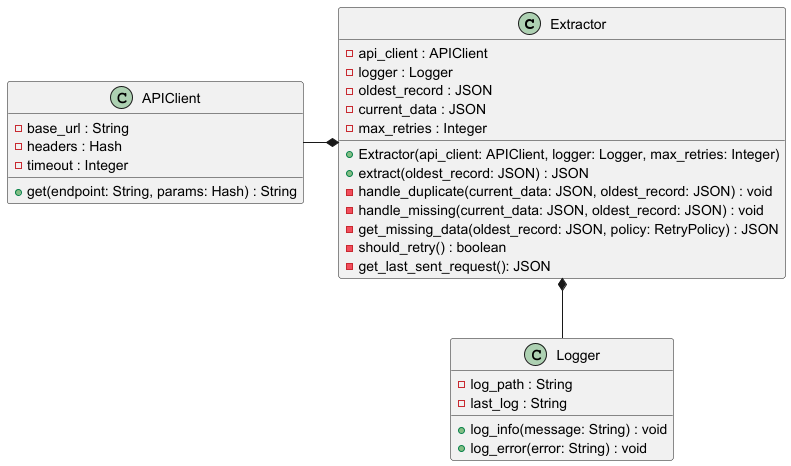 C Extractor
api_client : APIClient
logger : Logger
oldest_record : JSON
current_data : JSON
max_retries : Integer
Extractor(api_client: APIClient, logger: Logger, max_retries: Integer)
extract(oldest_record: JSON) : JSON
handle_duplicate(current_data: JSON, oldest_record: JSON) : void
handle_missing(current_data: JSON, oldest_record: JSON) : void
get_missing_data(oldest_record: JSON, policy: RetryPolicy) : JSON
should_retry() : boolean
get_last_sent_request(): JSON
C APIClient
base_url : String
headers : Hash
timeout : Integer
get(endpoint: String, params: Hash) : String
C Logger
log_path : String
last_log : String
log_info(message: String) : void
log_error(error: String) : void